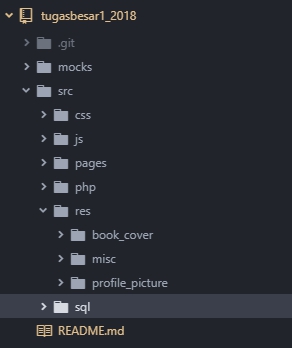 tugasbesar1_2018
.git
mocks
src
css
js
pages
php
res
book_cover
misc
profile_picture
sql
README.md